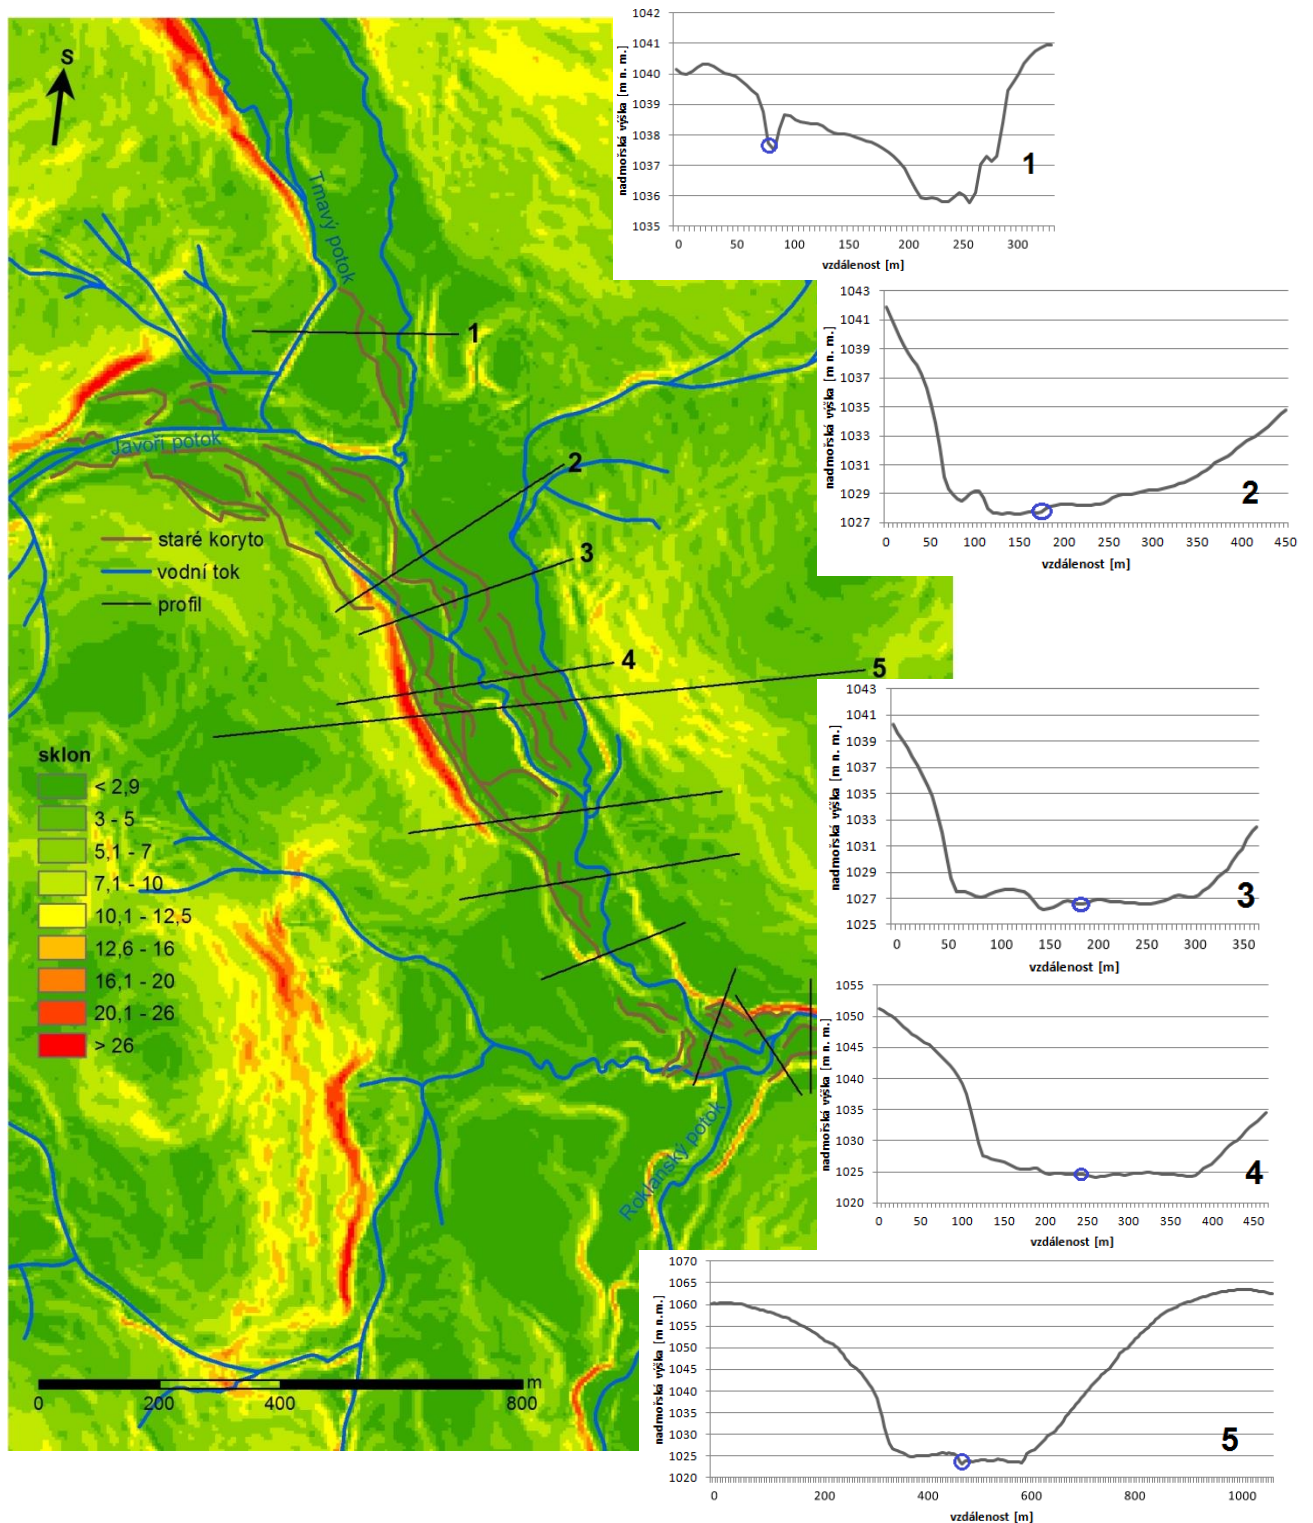 S
Tmavý potok
Javoří potok
Roklanský potok
1
2
3
4
5
staré koryto
vodní tok
profil
sklon
< 2,9
3 - 5
5,1 - 7
7,1 - 10
10,1 - 12,5
12,6 - 16
16,1 - 20
20,1 - 26
> 26
m
0 200 400 800
nadmořská výška [m n. m.]
1042
1041
1040
1039
1038
1037
1036
1035
0 50 100 150 200 250 300
vzdálenost [m]
1
nadmořská výška [m n. m.]
1043
1041
1039
1037
1035
1033
1031
1029
1027
0 50 100 150 200 250 300 350 400 450
vzdálenost [m]
2
nadmořská výška [m n. m.]
1043
1041
1039
1037
1035
1033
1031
1029
1027
1025
0 50 100 150 200 250 300 350
vzdálenost [m]
3
nadmořská výška [m n. m.]
1055
1050
1045
1040
1035
1030
1025
1020
0 50 100 150 200 250 300 350 400 450
vzdálenost [m]
4
nadmořská výška [m n.m.]
1070
1065
1060
1055
1050
1045
1040
1035
1030
1025
1020
0 200 400 600 800 1000
vzdálenost [m]
5